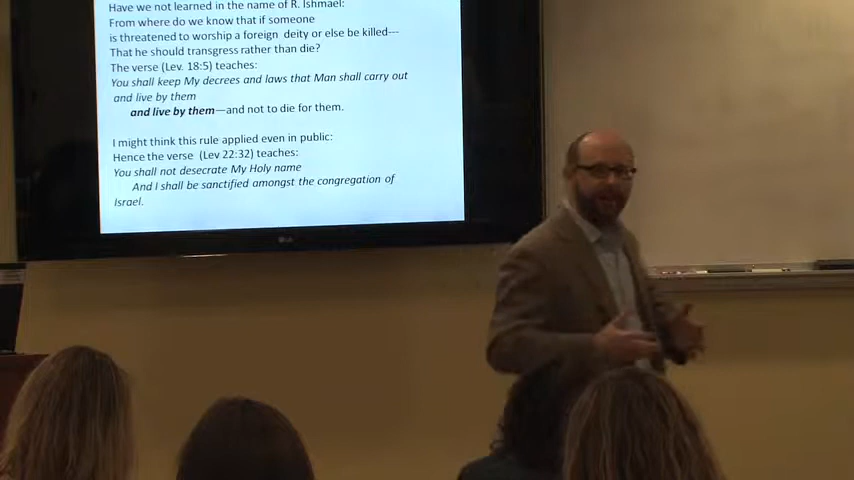 Have we not learned in the name of R. Ishmael:
From where do we know that if someone
is threatened to worship a foreign deity or else be killed---
That he should transgress rather than die?
The verse (Lev. 18:5) teaches:
You shall keep My decrees and laws that Man shall carry out
and live by them
and live by them—and not to die for them.
I might think this rule applied even in public:
Hence the verse (Lev 22:32) teaches:
You shall not desecrate My Holy name
And I shall be sanctified amongst the congregation of
Israel.
LG